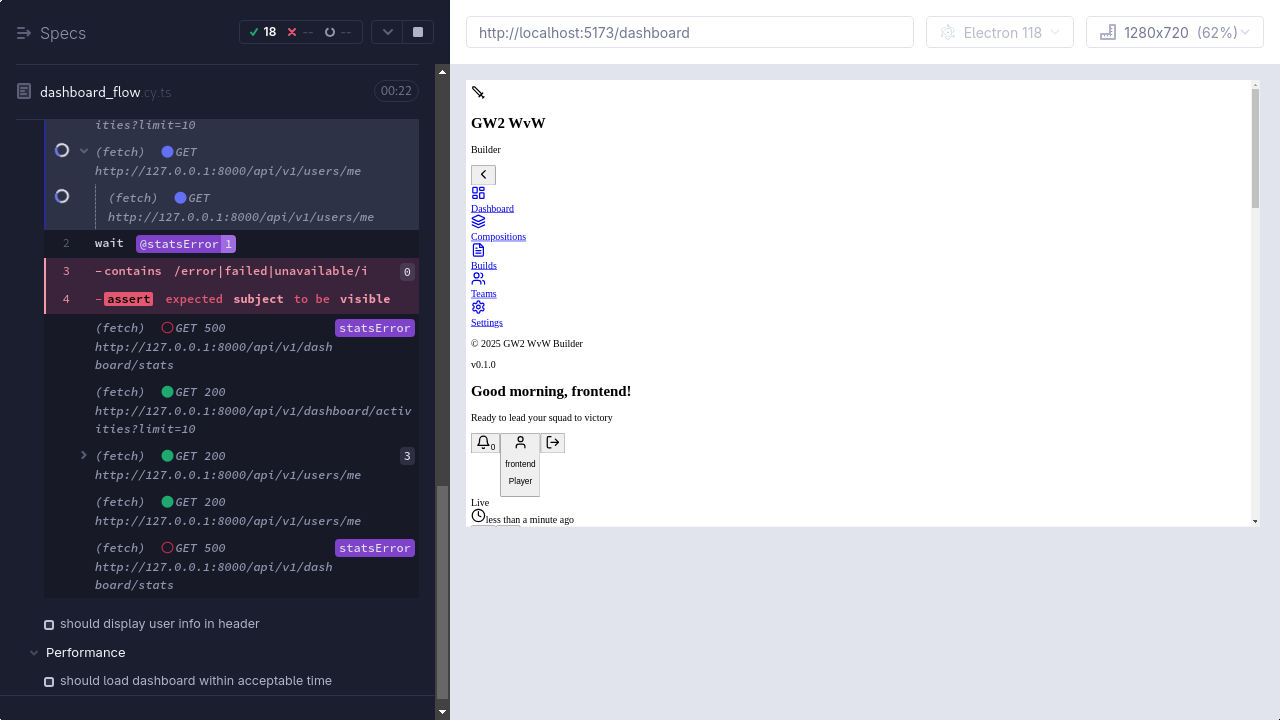 Specs
18
--
--
dashboard_flow.cy.ts
00:22
ities?limit=10
(fetch) GET
http://127.0.0.1:8000/api/v1/users/me
(fetch) GET
http://127.0.0.1:8000/api/v1/users/me
2 wait @statsError 1
3 -contains /error|failed|unavailable/i 0
4 -assert expected subject to be visible
(fetch) GET 500 statsError
http://127.0.0.1:8000/api/v1/dash
board/stats
(fetch) GET 200
http://127.0.0.1:8000/api/v1/dashboard/activ
ities?limit=10
(fetch) GET 200 3
http://127.0.0.1:8000/api/v1/users/me
(fetch) GET 200
http://127.0.0.1:8000/api/v1/users/me
(fetch) GET 500 statsError
http://127.0.0.1:8000/api/v1/dash
board/stats
should display user info in header
Performance
should load dashboard within acceptable time
http://localhost:5173/dashboard
Electron 118
1280x720 (62%)
GW2 WvW
Builder
Dashboard
Compositions
Builds
Teams
Settings
© 2025 GW2 WvW Builder
v0.1.0
Good morning, frontend!
Ready to lead your squad to victory
0
frontend
Player
Live
less than a minute ago